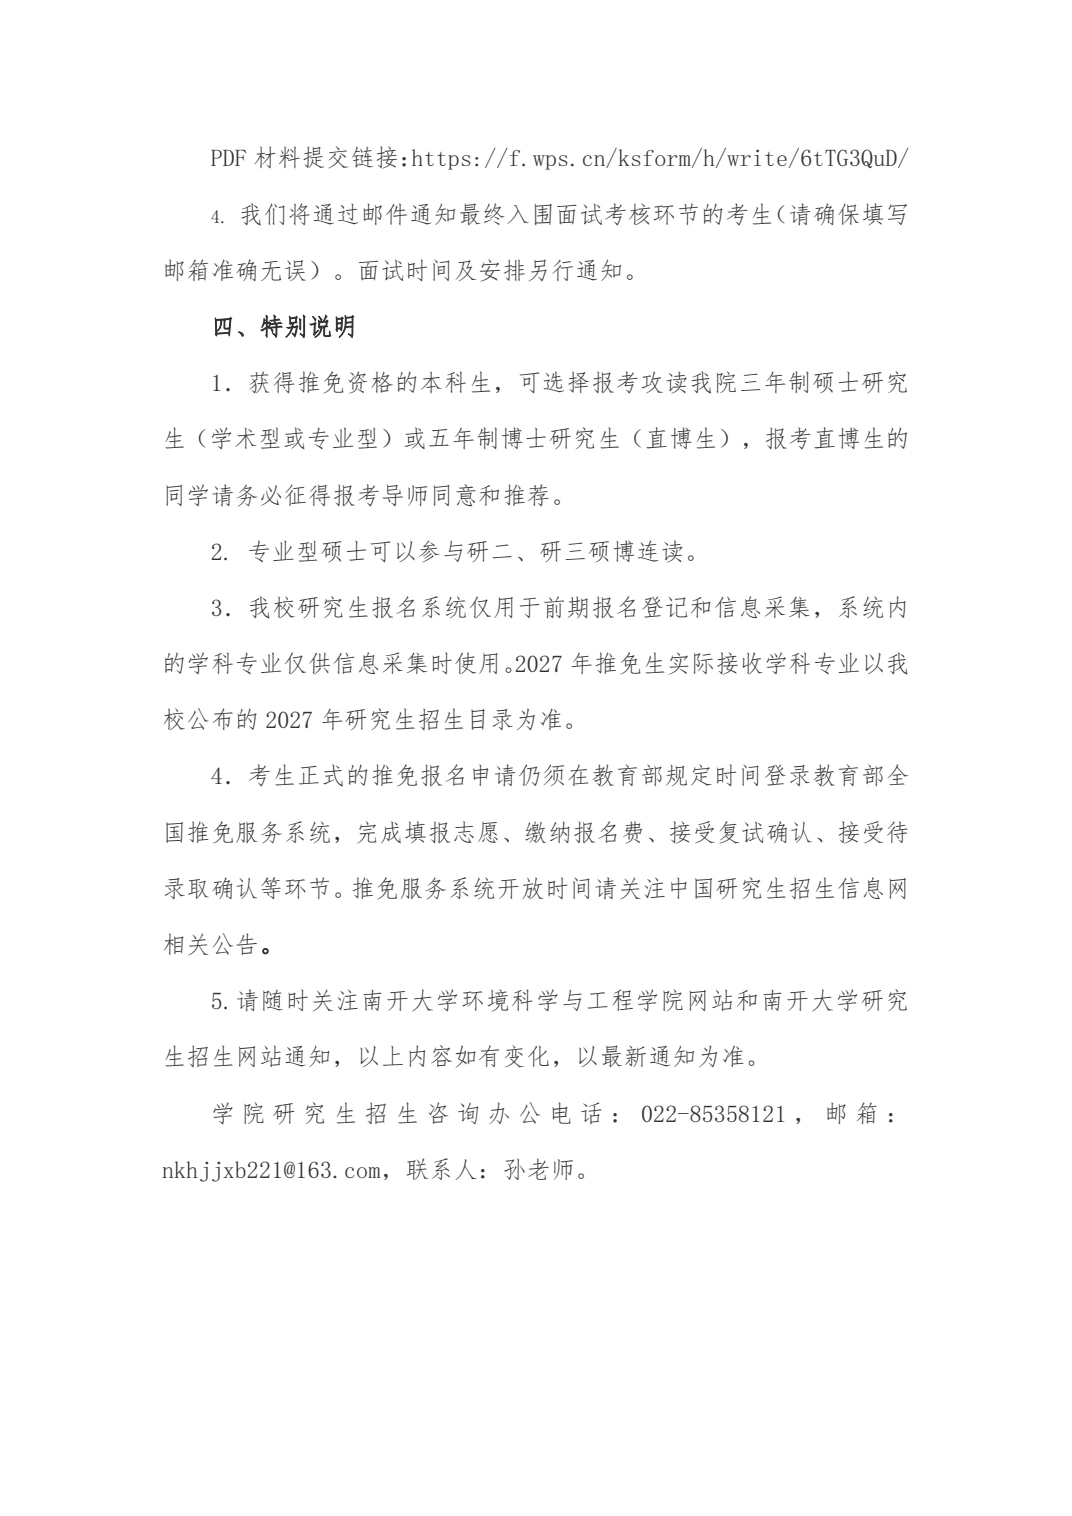 PDF 材料提交链接:https://f.wps.cn/ksform/h/write/6tTG3QuD/
4. 我们将通过邮件通知最终入围面试考核环节的考生（请确保填写
邮箱准确无误）。面试时间及安排另行通知。
四、特别说明
1．获得推免资格的本科生，可选择报考攻读我院三年制硕士研究
生（学术型或专业型）或五年制博士研究生（直博生），报考直博生的
同学请务必征得报考导师同意和推荐。
2. 专业型硕士可以参与研二、研三硕博连读。
3．我校研究生报名系统仅用于前期报名登记和信息采集，系统内
的学科专业仅供信息采集时使用。2027 年推免生实际接收学科专业以我
校公布的 2027 年研究生招生目录为准。
4．考生正式的推免报名申请仍须在教育部规定时间登录教育部全
国推免服务系统，完成填报志愿、缴纳报名费、接受复试确认、接受待
录取确认等环节。推免服务系统开放时间请关注中国研究生招生信息网
相关公告。
5.请随时关注南开大学环境科学与工程学院网站和南开大学研究
生招生网站通知，以上内容如有变化，以最新通知为准。
学院研究生招生咨询办公电话：022-85358121，邮箱：
nkhjjxb221@163.com，联系人：孙老师。